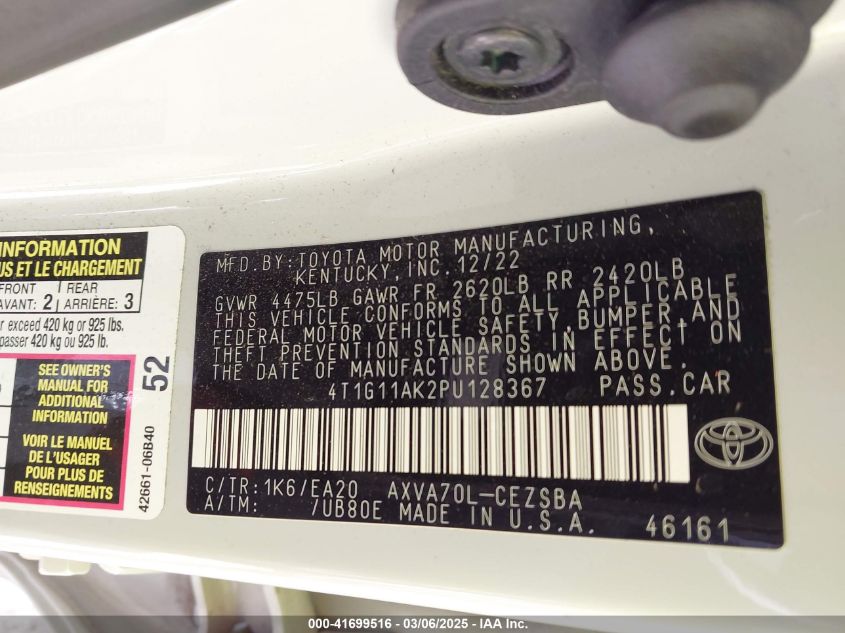 INFORMATION
US ET LE CHARGEMENT
FRONT REAR
AVANT: 2 ARRIÈRE: 3
r exceed 420 kg or 925 lbs.
passer 420 kg ou 925 lb.
SEE OWNER'S
MANUAL FOR
ADDITIONAL
INFORMATION
VOIR LE MANUEL
DE L'USAGER
POUR PLUS DE
RENSEIGNEMENTS
52
42661-06B40
MFD.BY:TOYOTA MOTOR MANUFACTURING,
KENTUCKY, INC.12/22
GVWR 4475LB GAWR FR 2620LB RR 2420LB
THIS VEHICLE CONFORMS TO ALL APPLICABLE
FEDERAL MOTOR VEHICLE SAFETY,BUMPER,AND
THEFT PREVENTION STANDARDS IN EFFECT ON
THE DATE OF MANUFACTURE SHOWN ABOVE.
4T1G11AK2PU128367 PASS.CAR
C/TR:1K6/EA20 AXVA70L-CEZSBA
A/TM: /UB80E MADE IN U.S.A.
46161
000-41699516 - 03/06/2025 - IAA Inc.